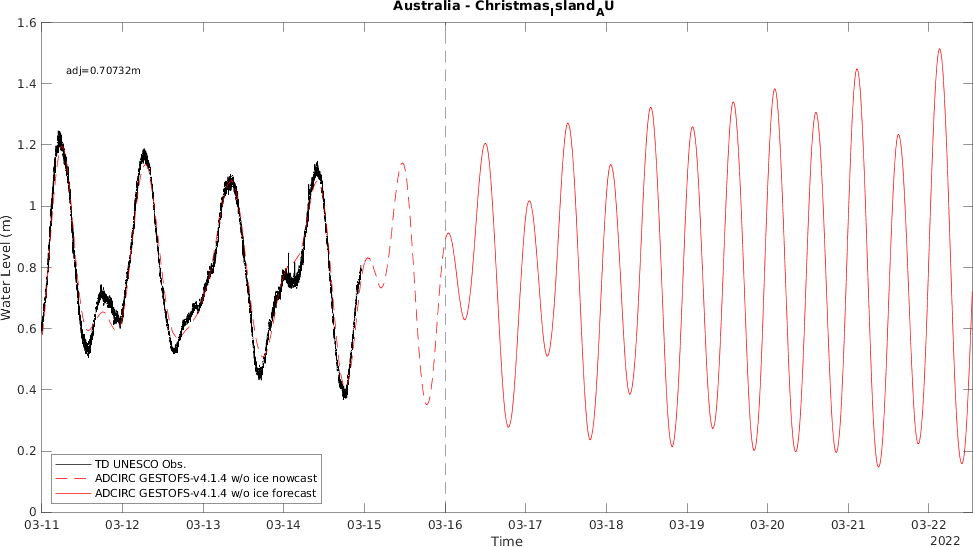 Australia - Christmas_Island_AU
1.6
1.4
1.2
1
0.8
0.6
0.4
0.2
0
Water Level (m)
adj=0.70732m
TD UNESCO Obs.
ADCIRC GESTOFS-v4.1.4 w/o ice nowcast
ADCIRC GESTOFS-v4.1.4 w/o ice forecast
03-11 03-12 03-13 03-14 03-15 03-16 03-17 03-18 03-19 03-20 03-21 03-22
Time
2022